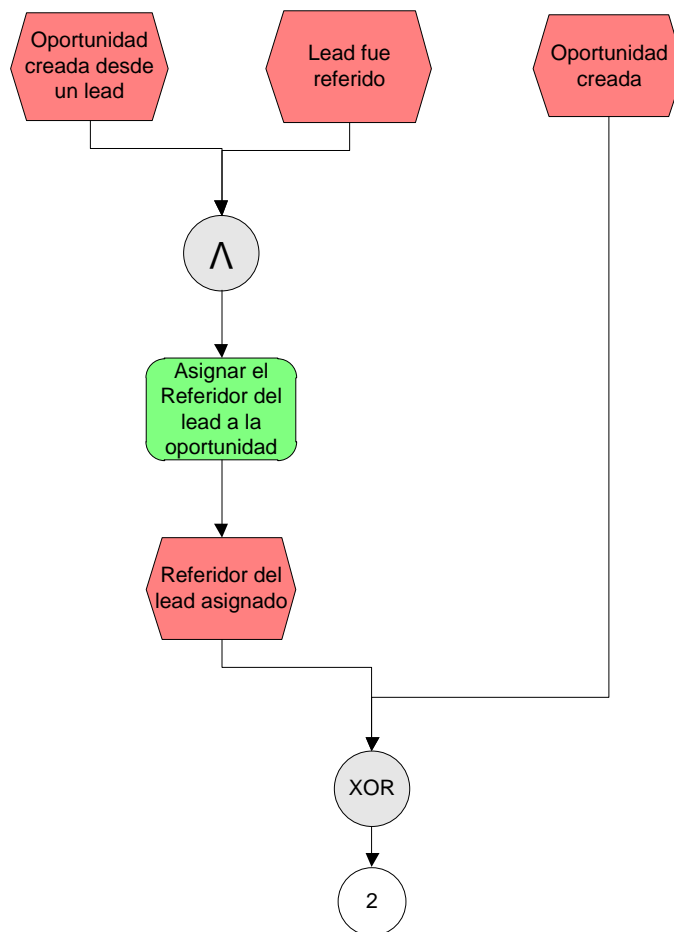 Oportunidad
creada desde
un lead
Lead fue
referido
Oportunidad
creada
Λ
Asignar el
Referidor del
lead a la
oportunidad
Referidor del
lead asignado
XOR
2